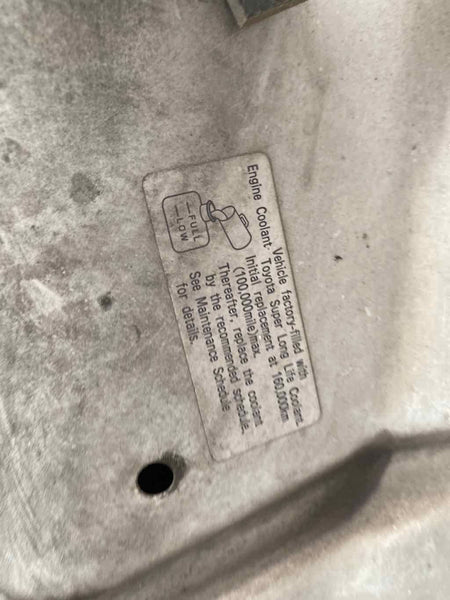 Engine Coolant. Vehicle factory-filled with
Toyota Super Long Life Coolant.
Initial replacement at 160,000km
(100,000mile)max.
Thereafter, replace the coolant
by the recommended schedule.
See Maintenance Schedule
for details.
FULL
LOW